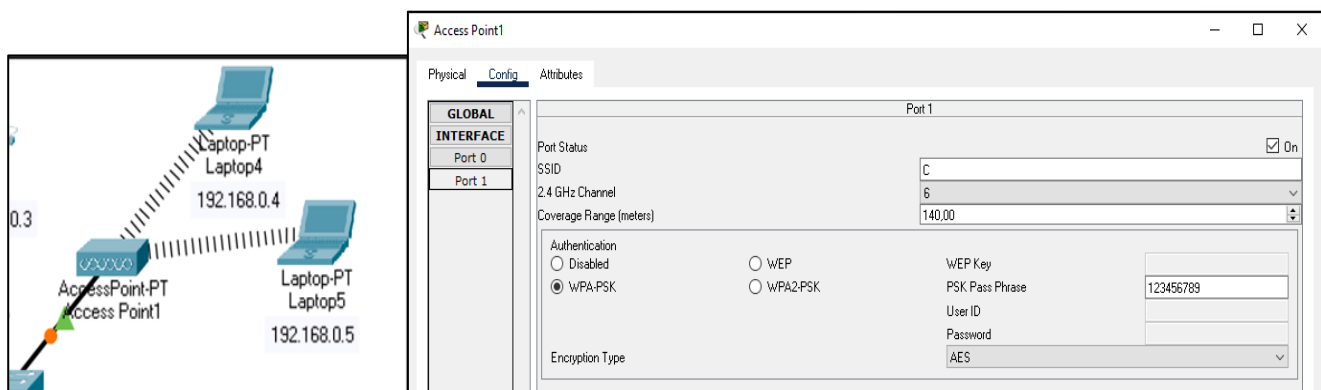 Laptop-PT
Laptop4
192.168.0.4
0.3
AccessPoint-PT
Access Point1
Laptop-PT
Laptop5
192.168.0.5
Access Point1
Physical Config Attributes
GLOBAL
INTERFACE
Port 0
Port 1
Port 1
Port Status On
SSID C
2.4 GHz Channel 6
Coverage Range (meters) 140,00
Authentication
Disabled WEP WEP Key
WPA-PSK WPA2-PSK PSK Pass Phrase 123456789
User ID
Password
Encryption Type AES